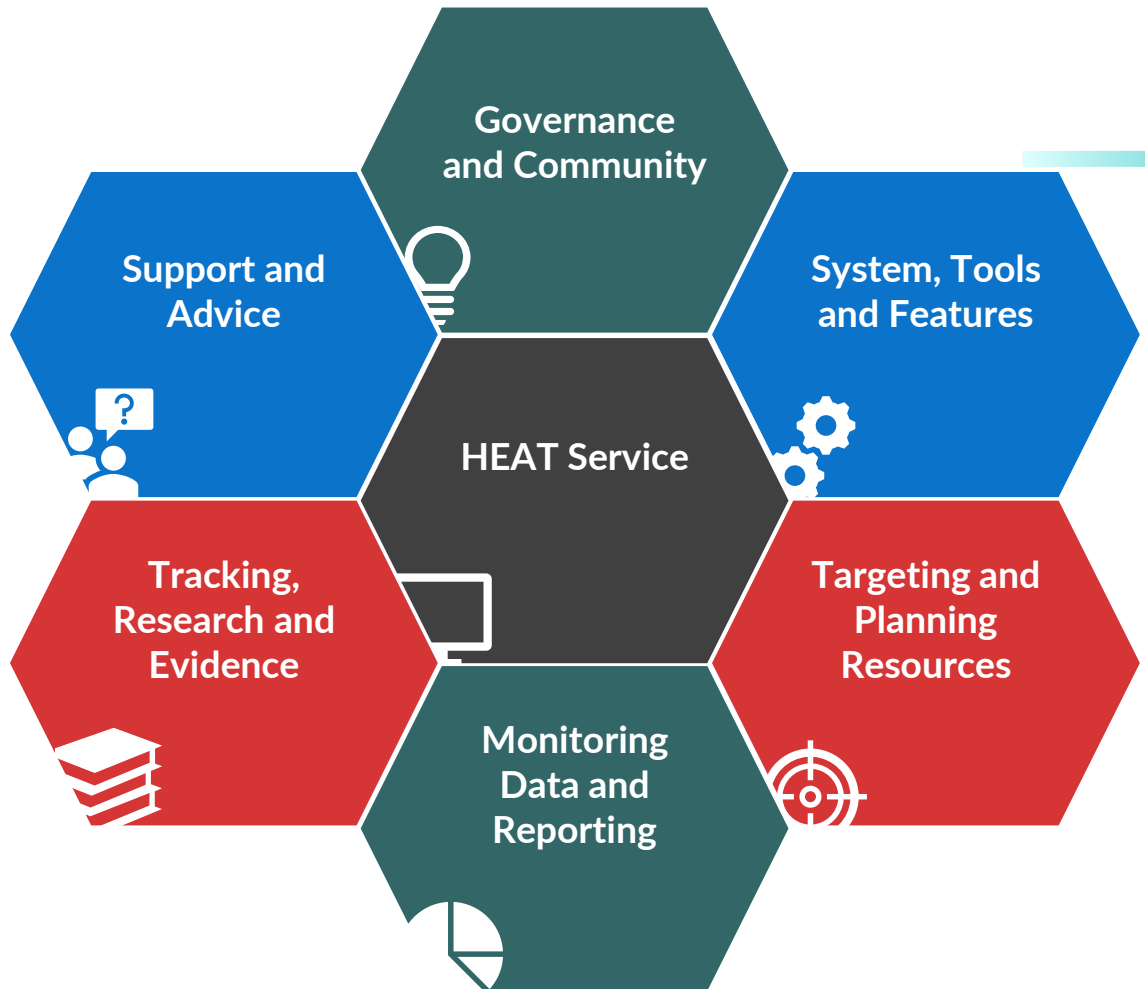 Governance
and Community
Support and
Advice
System, Tools
and Features
?
HEAT Service
Tracking,
Research and
Evidence
Targeting and
Planning
Resources
Monitoring
Data and
Reporting